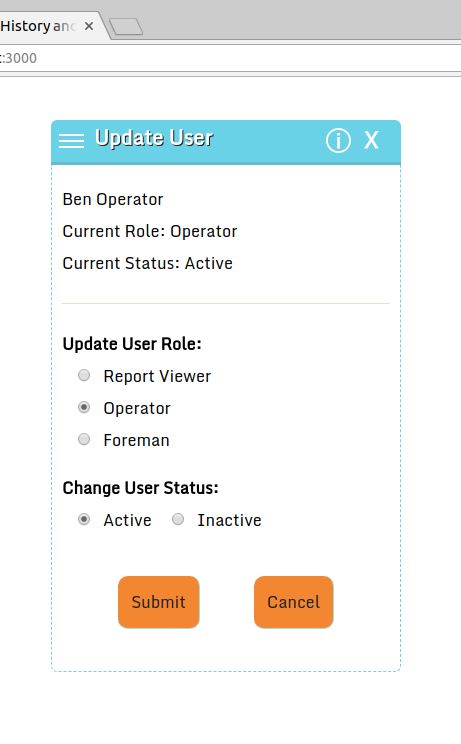 History and
:3000
Update User
i X
Ben Operator
Current Role: Operator
Current Status: Active
Update User Role:
Report Viewer
Operator
Foreman
Change User Status:
Active Inactive
Submit Cancel